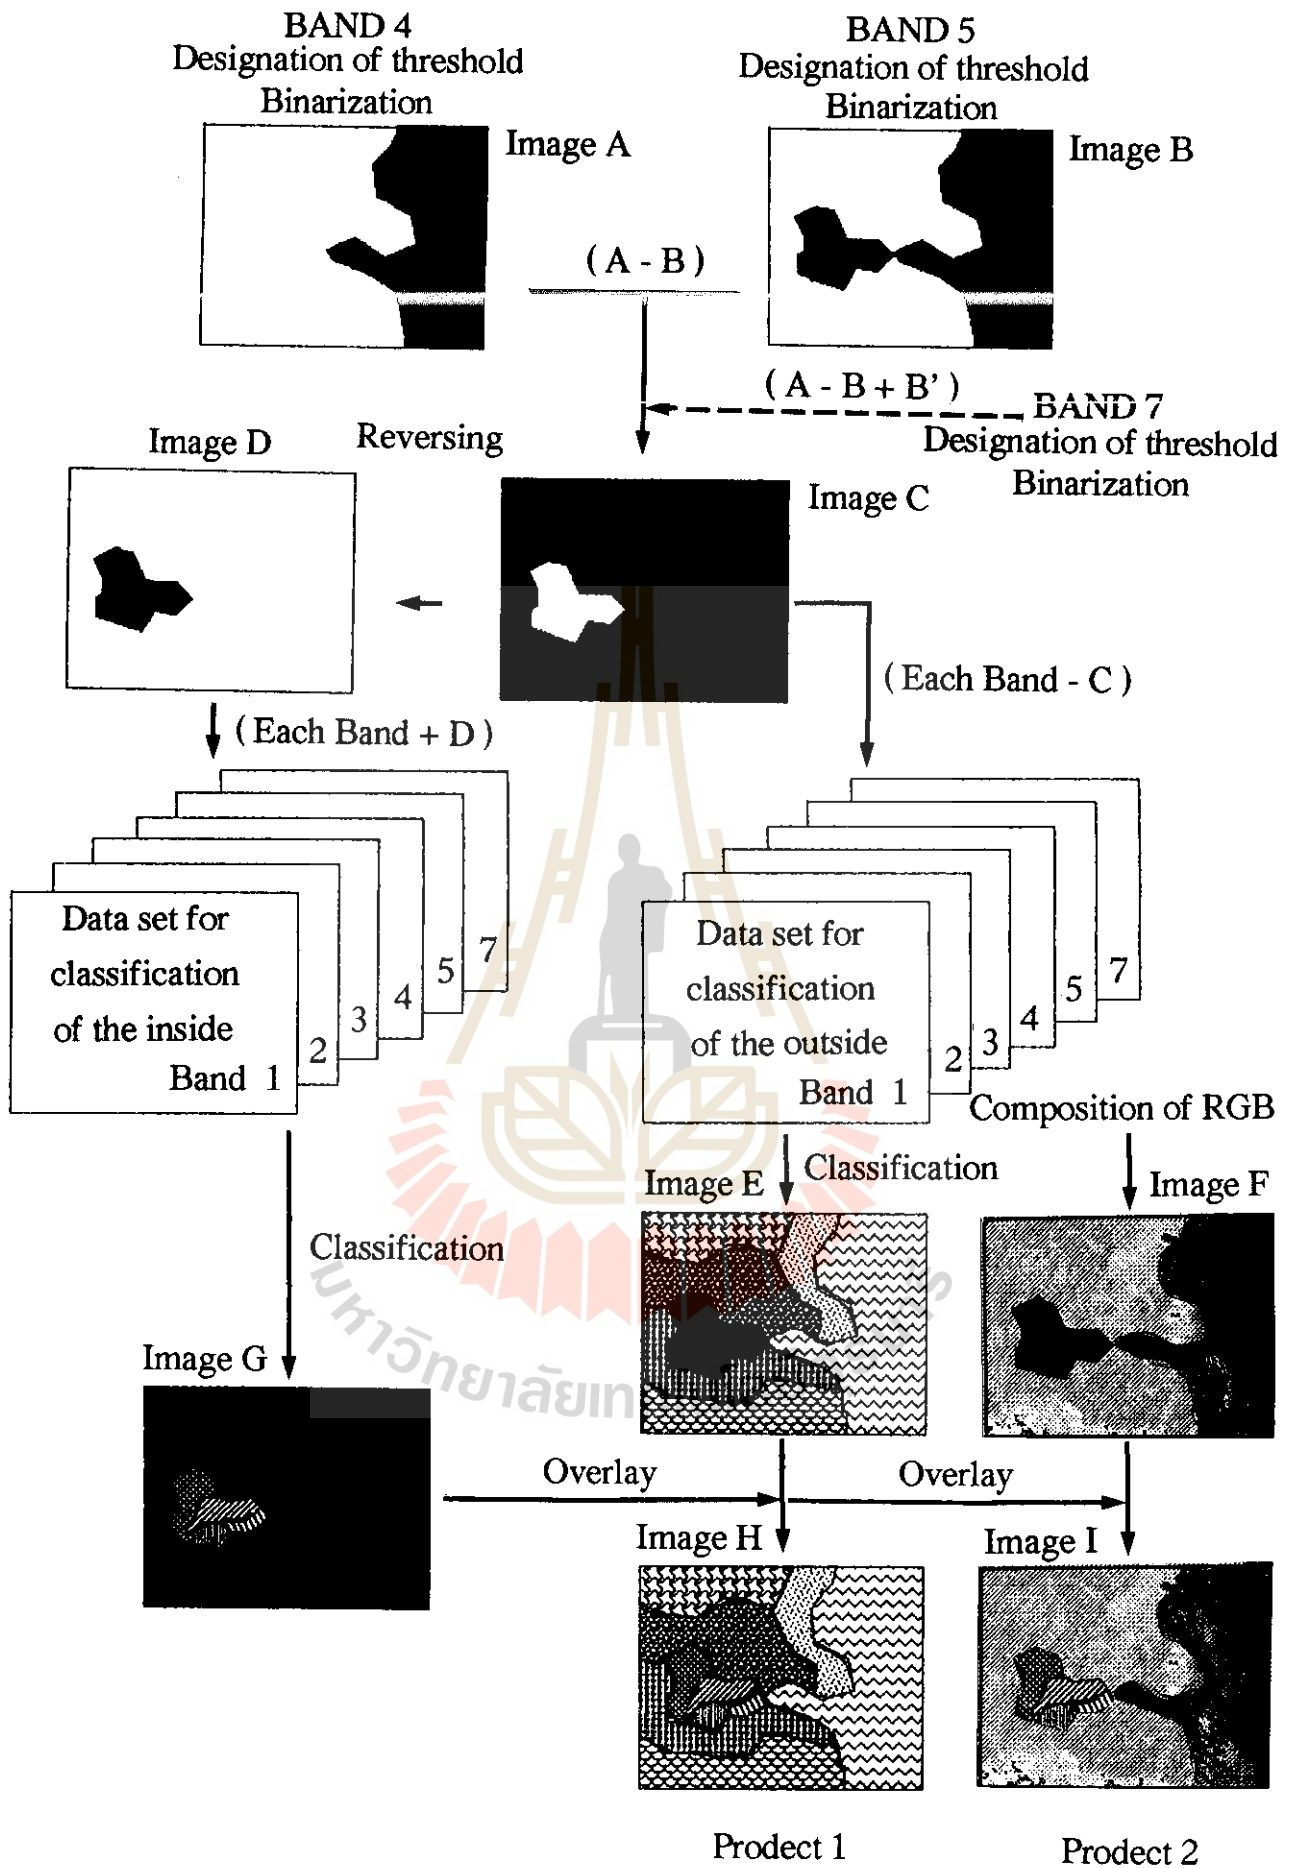 BAND 4
Designation of threshold
Binarization
BAND 5
Designation of threshold
Binarization
Image A
Image B
( A - B )
( A - B + B' )
BAND 7
Designation of threshold
Binarization
Image D
Reversing
Image C
( Each Band - C )
( Each Band + D )
Data set for
classification
of the inside
Band 1
2
3
4
5
7
Data set for
classification
of the outside
Band 1
2
3
4
5
7
Composition of RGB
Classification
Image E
Image F
Classification
Image G
Overlay
Overlay
Image H
Image I
Prodect 1
Prodect 2